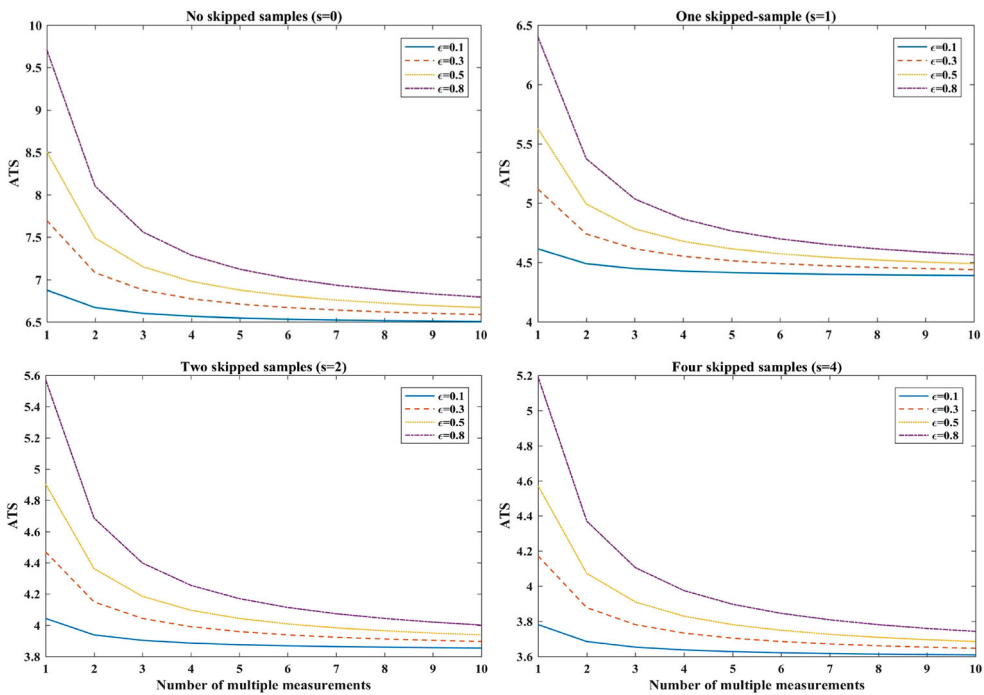 No skipped samples (s=0)
10
9.5
9
8.5
8
7.5
7
6.5
ATS
1 2 3 4 5 6 7 8 9 10
ϵ=0.1
ϵ=0.3
ϵ=0.5
ϵ=0.8
One skipped-sample (s=1)
6.5
6
5.5
5
4.5
4
ATS
1 2 3 4 5 6 7 8 9 10
ϵ=0.1
ϵ=0.3
ϵ=0.5
ϵ=0.8
Two skipped samples (s=2)
5.6
5.4
5.2
5
4.8
4.6
4.4
4.2
4
3.8
ATS
1 2 3 4 5 6 7 8 9 10
Number of multiple measurements
ϵ=0.1
ϵ=0.3
ϵ=0.5
ϵ=0.8
Four skipped samples (s=4)
5.2
5
4.8
4.6
4.4
4.2
4
3.8
3.6
ATS
1 2 3 4 5 6 7 8 9 10
Number of multiple measurements
ϵ=0.1
ϵ=0.3
ϵ=0.5
ϵ=0.8